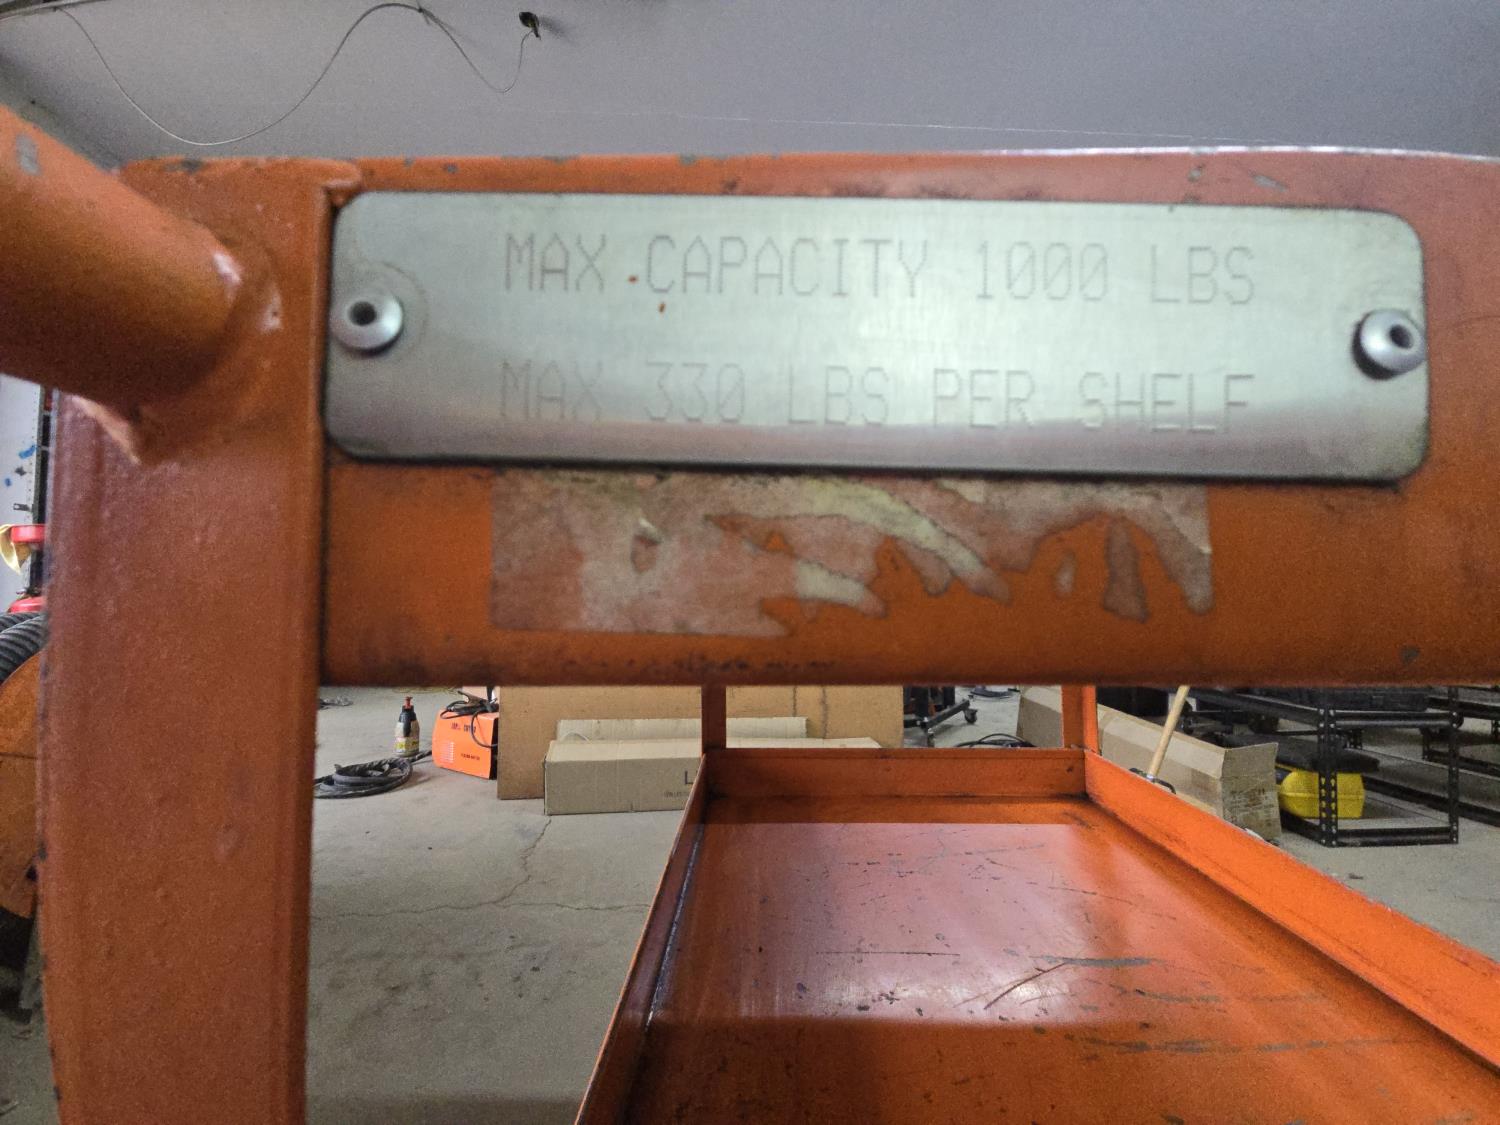 MAX CAPACITY 1000 LBS
MAX 330 LBS PER SHELF